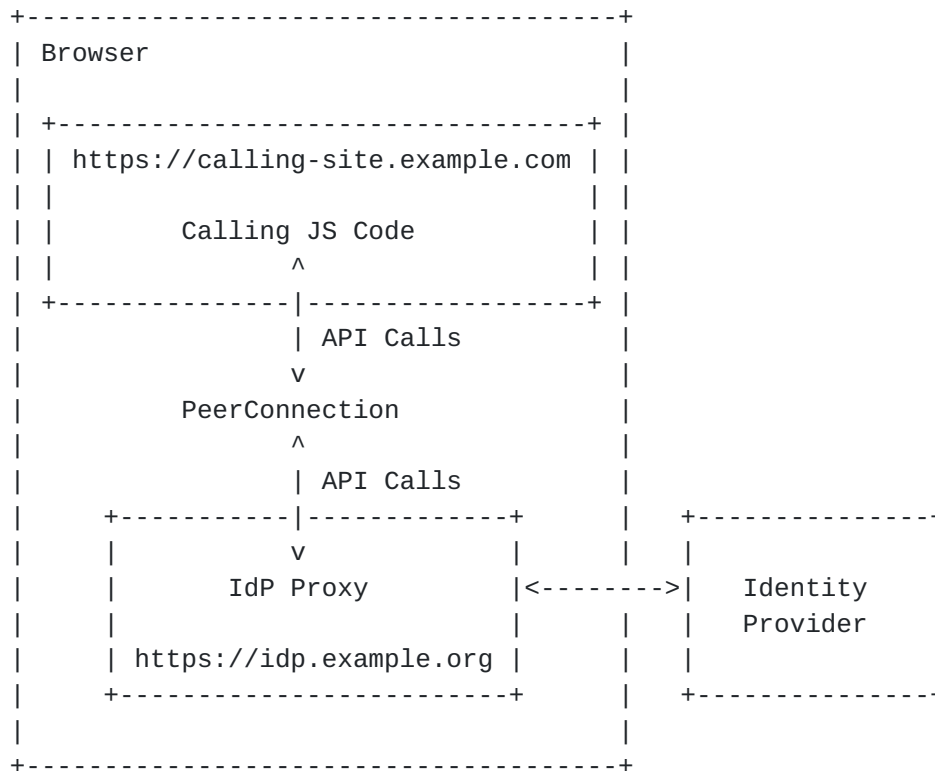 Browser
https://calling-site.example.com
Calling JS Code
API Calls
PeerConnection
API Calls
IdP Proxy
Identity
Provider
https://idp.example.org